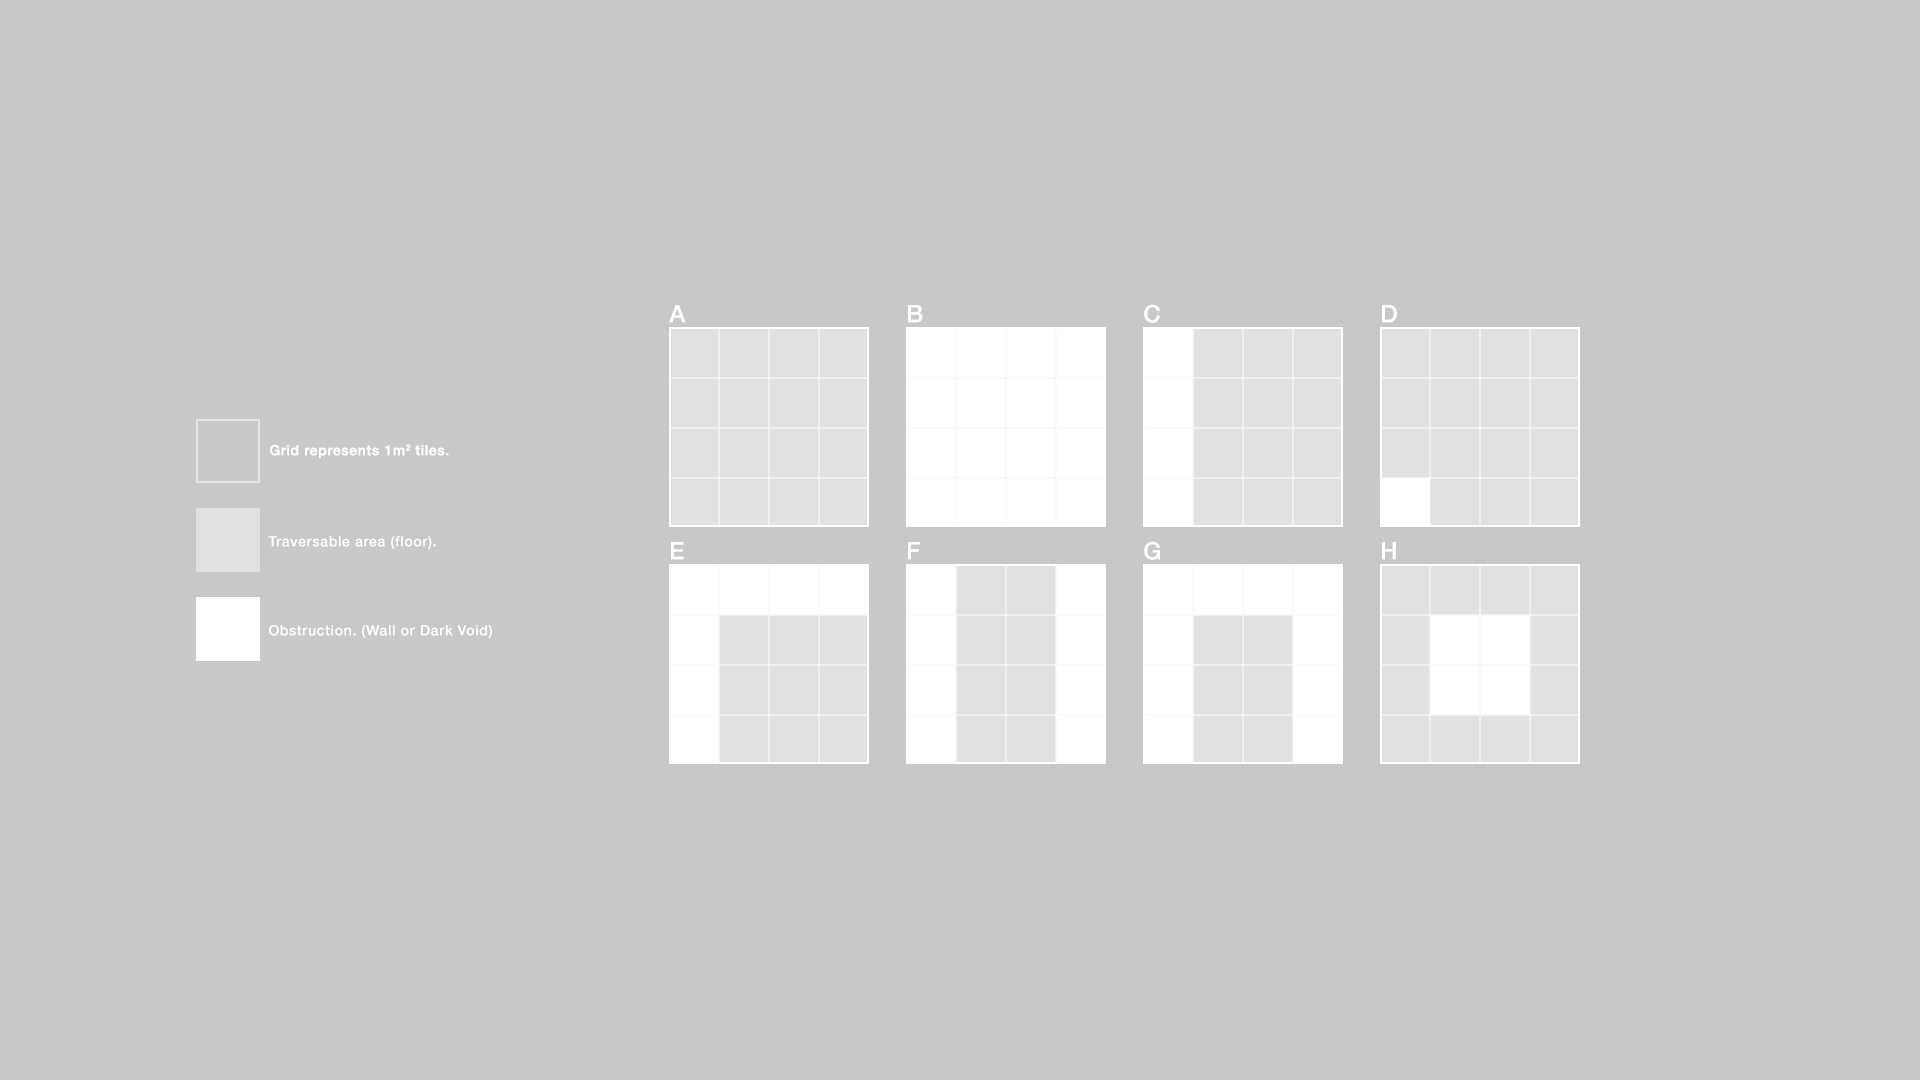 A
B
C
D
Grid represents 1m² tiles.
Traversable area (floor).
E
F
G
H
Obstruction. (Wall or Dark Void)